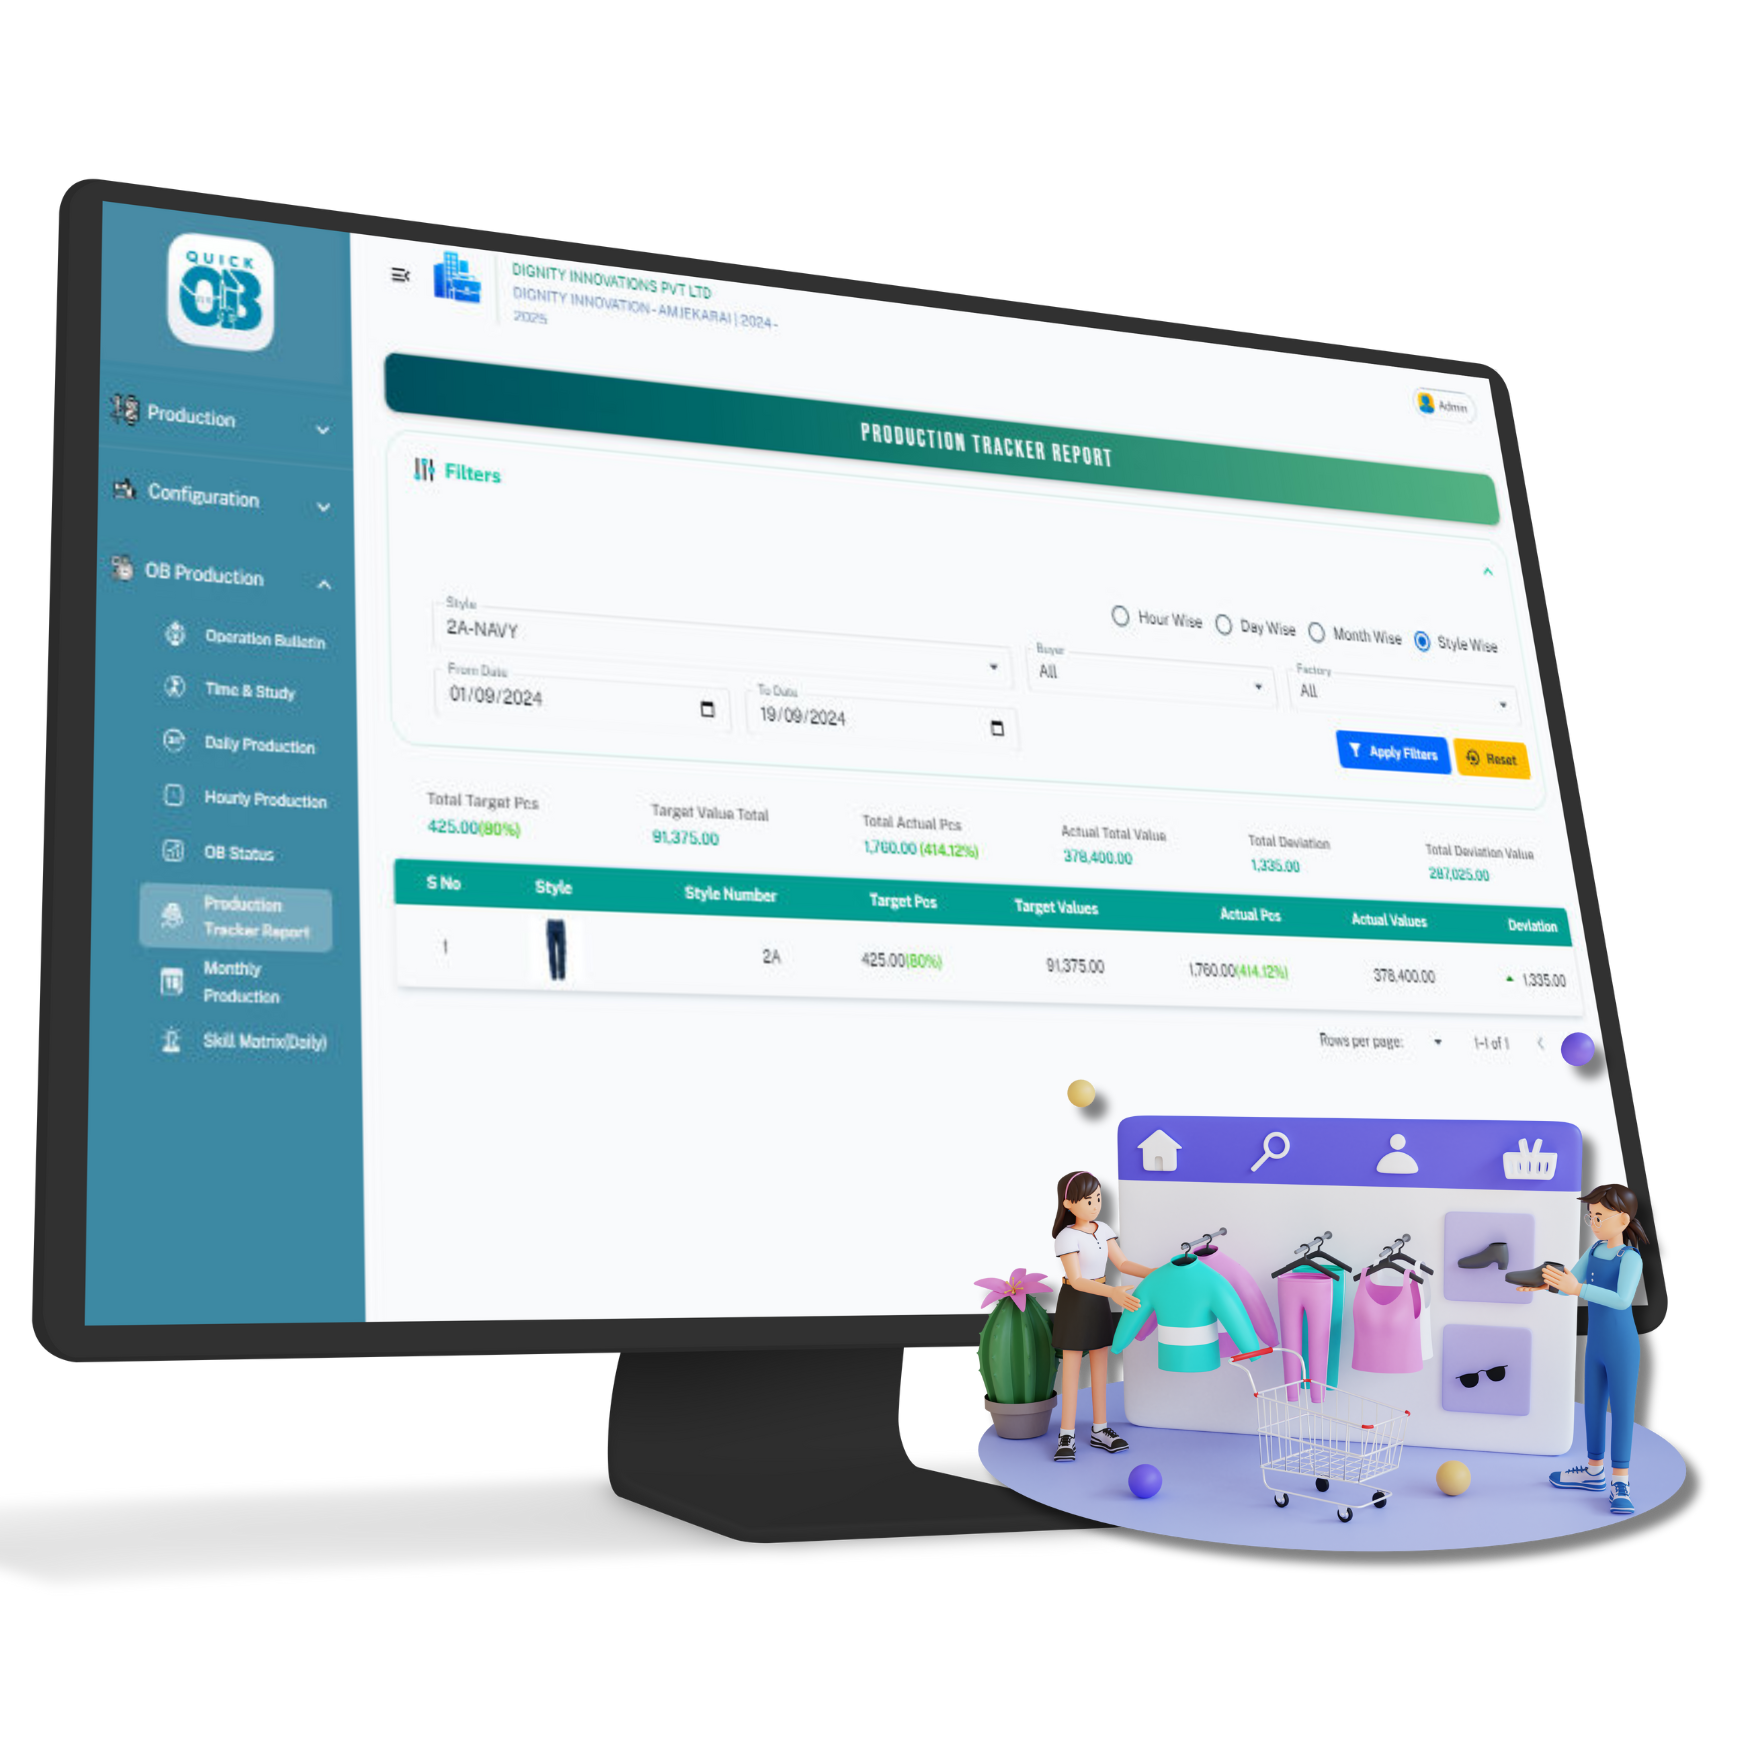 QUICK
OB
DIGNITY INNOVATIONS PVT LTD
DIGNITY INNOVATION-AMJEKARAI | 2024-
2025
Admin
Production
Configuration
OB Production
Operation Bulletin
Time & Study
Daily Production
Hourly Production
OB Status
Production
Tracker Report
Monthly
Production
Skill Matrix(Daily)
PRODUCTION TRACKER REPORT
Filters
Hour Wise Day Wise Month Wise Style Wise
Style
2A-NAVY
Buyer
All
Factory
All
From Date
01/09/2024
To Date
19/09/2024
Apply Filters
Reset
Total Target Pcs
425.00(80%)
Target Value Total
91,375.00
Total Actual Pcs
1,760.00 (414.12%)
Actual Total Value
378,400.00
Total Deviation
1,335.00
Total Deviation Value
287,025.00
S No Style Style Number Target Pcs Target Values Actual Pcs Actual Values Deviation
1 2A 425.00(80%) 91,375.00 1,760.00(414.12%) 378,400.00 1,335.00
Rows per page: 1-1 of 1